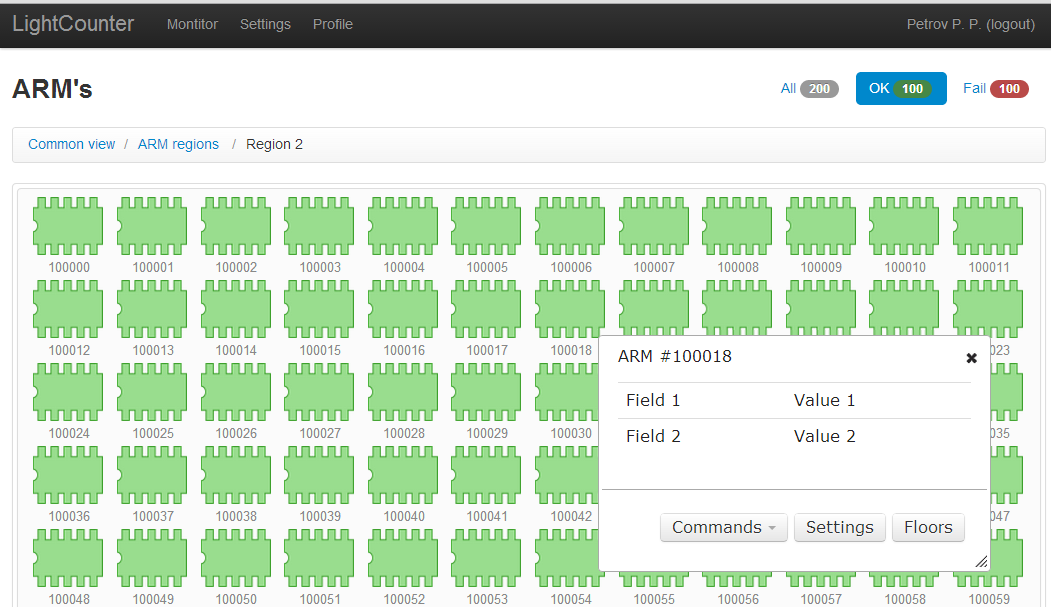 LightCounter Montitor Settings Profile Petrov P. P. (logout)
ARM's All 200 OK 100 Fail 100
Common view / ARM regions / Region 2
100000 100001 100002 100003 100004 100005 100006 100007 100008 100009 100010 100011
100012 100013 100014 100015 100016 100017 100018 023
ARM #100018
Field 1 Value 1
100024 100025 100026 100027 100028 100029 100030 035
Field 2 Value 2
100036 100037 100038 100039 100040 100041 100042 047
Commands Settings Floors
100048 100049 100050 100051 100052 100053 100054 100055 100056 100057 100058 100059